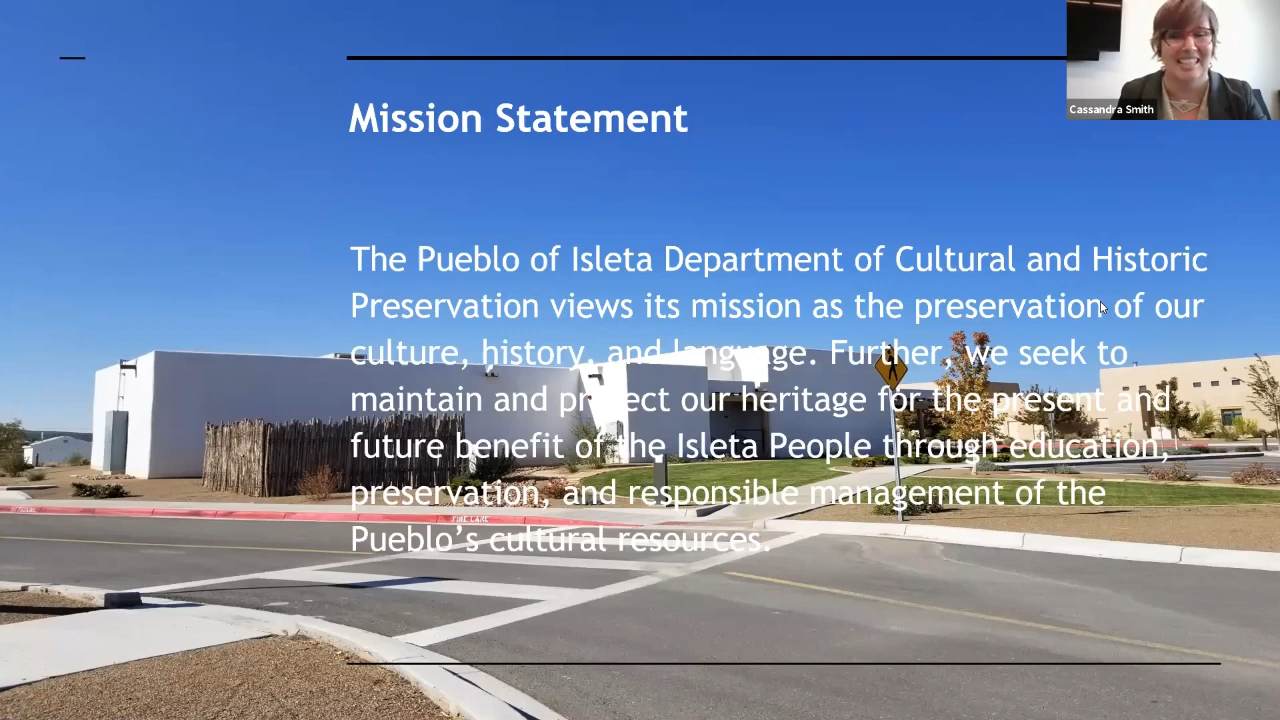 Mission Statement
Cassandra Smith
The Pueblo of Isleta Department of Cultural and Historic
Preservation views its mission as the preservation of our
culture, history, and language. Further, we seek to
maintain and protect our heritage for the present and
future benefit of the Isleta People through education,
preservation, and responsible management of the
Pueblo's cultural resources.
FIRE LANE